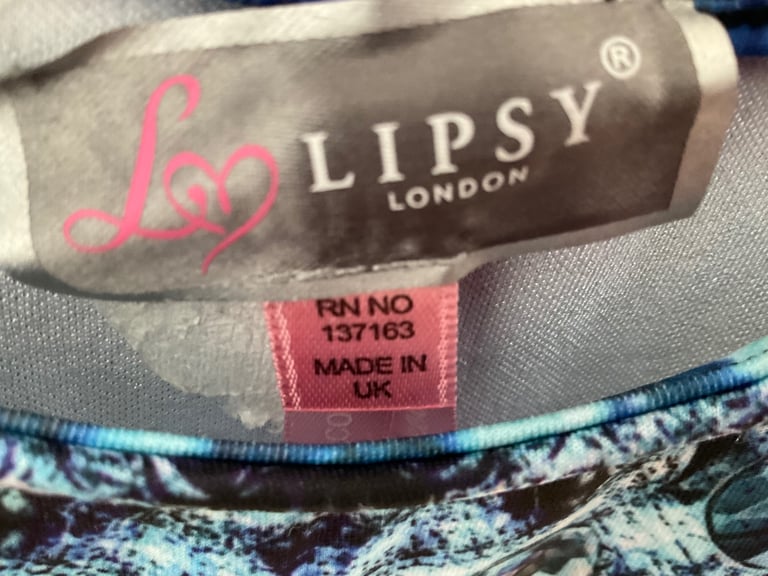 LIPSY®
LONDON
RN NO
137163
MADE IN
UK